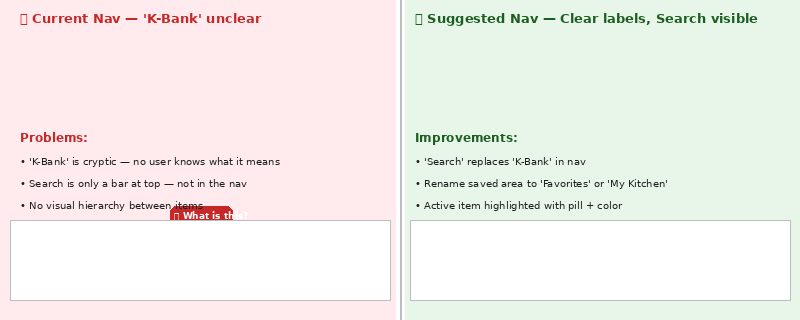 Current Nav — 'K-Bank' unclear
Problems:
• 'K-Bank' is cryptic — no user knows what it means
• Search is only a bar at top — not in the nav
• No visual hierarchy between items
What is this?
Suggested Nav — Clear labels, Search visible
Improvements:
• 'Search' replaces 'K-Bank' in nav
• Rename saved area to 'Favorites' or 'My Kitchen'
• Active item highlighted with pill + color